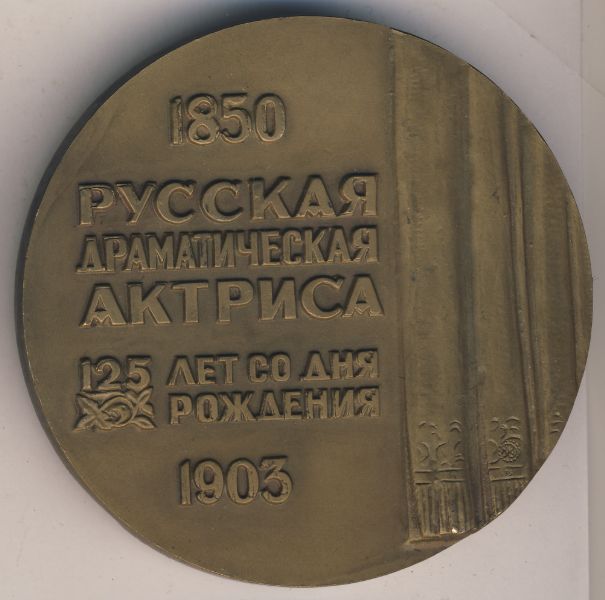 1850
РУССКАЯ
ДРАМАТИЧЕСКАЯ
АКТРИСА
125 ЛЕТ СО ДНЯ
РОЖДЕНИЯ
1903